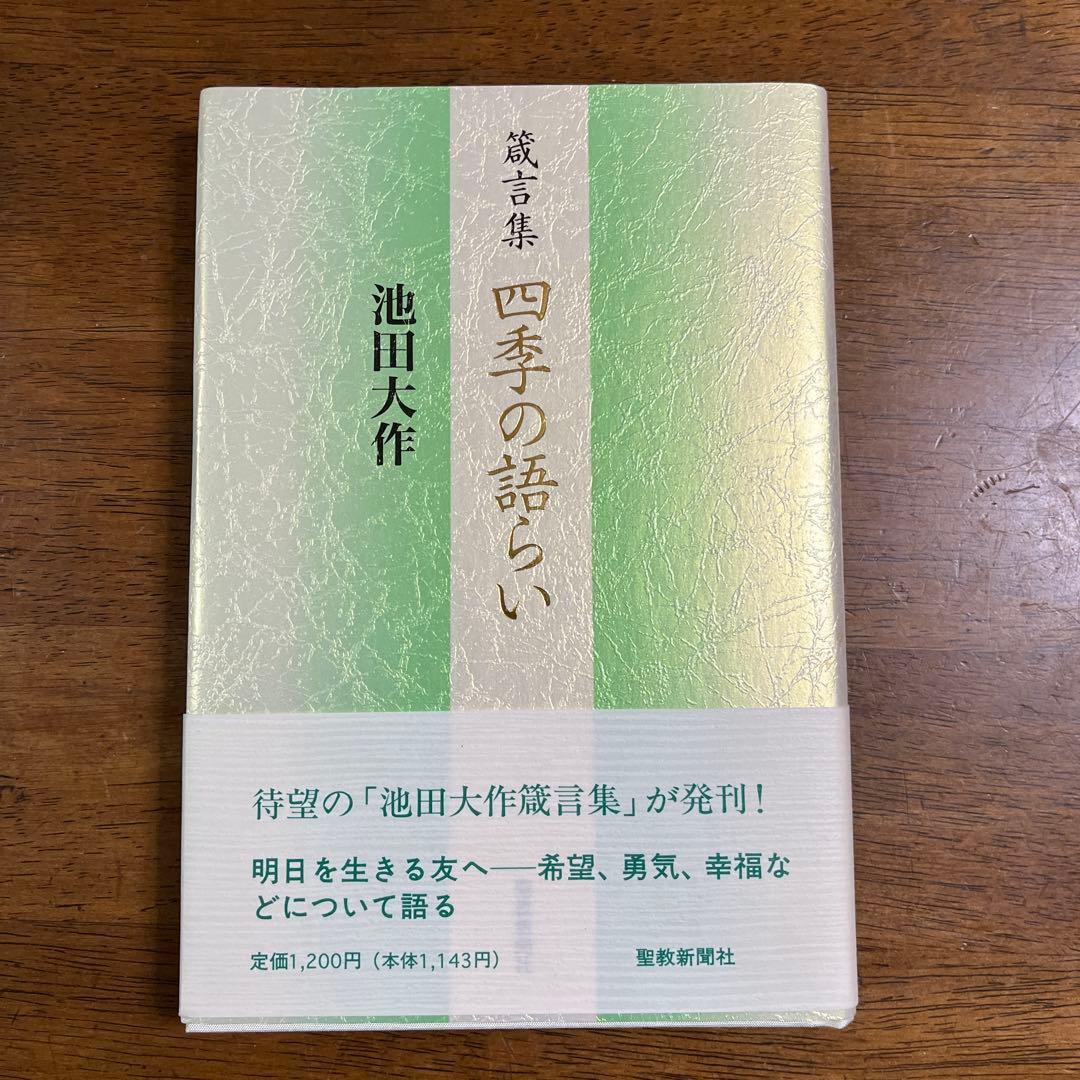 箴言集 四季の語らい
池田大作
待望の「池田大作箴言集」が発刊！
明日を生きる友へ──希望、勇気、幸福な
どについて語る
定価1,200円（本体1,143円）
聖教新聞社